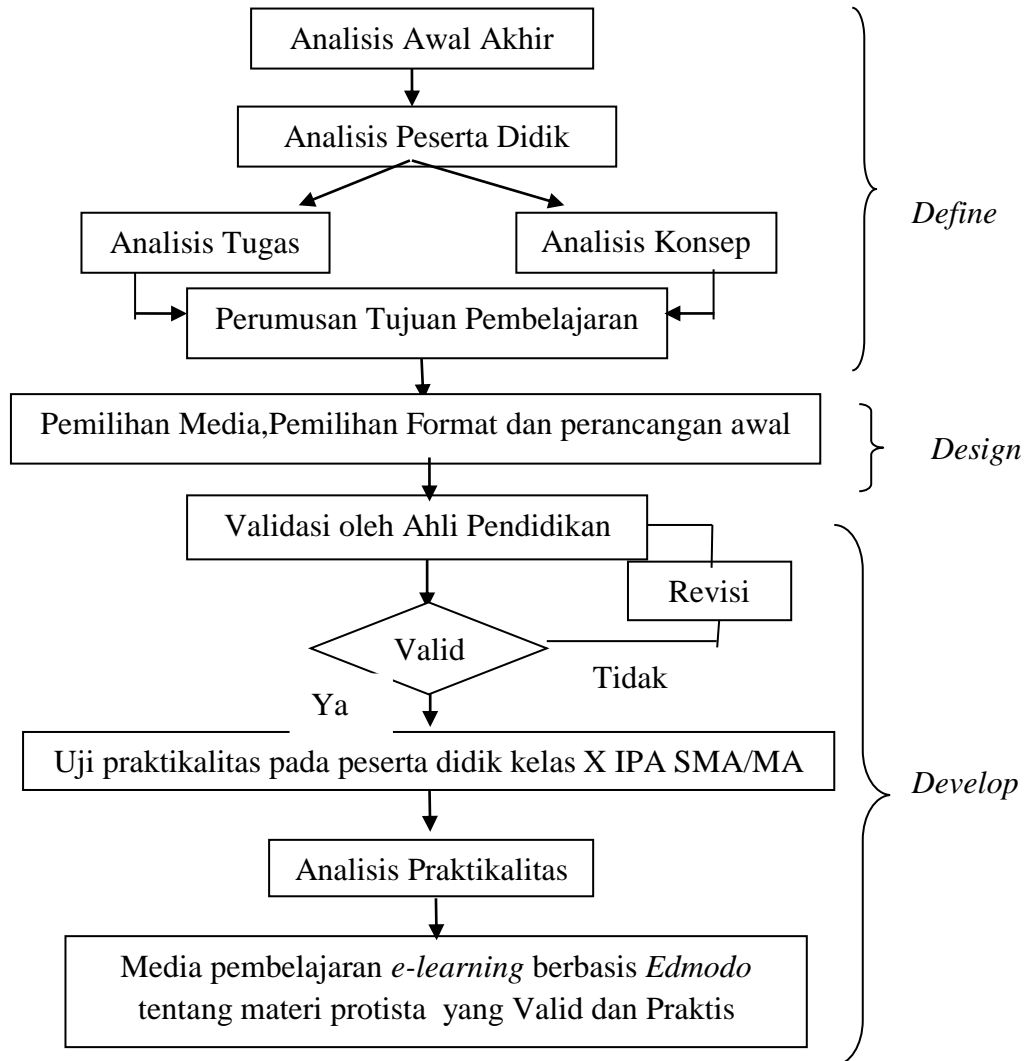 Analisis Awal Akhir
Analisis Peserta Didik
Analisis Tugas
Analisis Konsep
Define
Perumusan Tujuan Pembelajaran
Pemilihan Media,Pemilihan Format dan perancangan awal
Design
Validasi oleh Ahli Pendidikan
Revisi
Valid
Tidak
Ya
Uji praktikalitas pada peserta didik kelas X IPA SMA/MA
Develop
Analisis Praktikalitas
Media pembelajaran e-learning berbasis Edmodo
tentang materi protista yang Valid dan Praktis